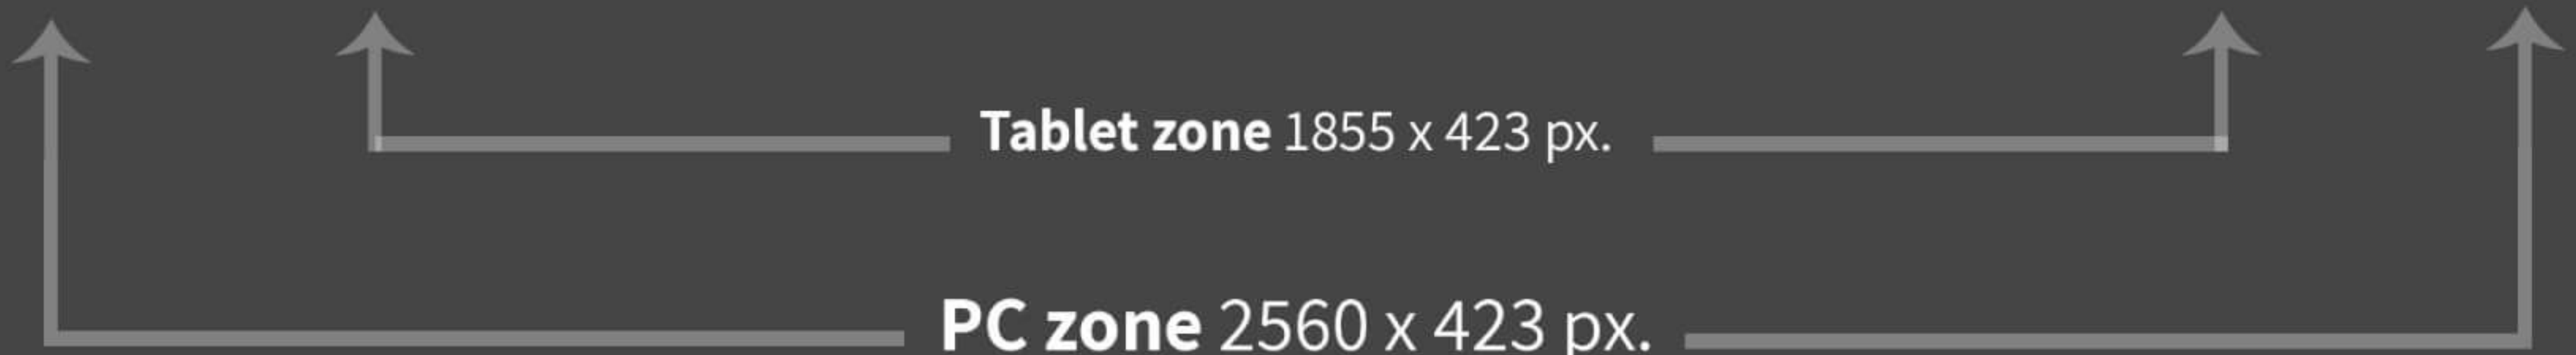 Tablet zone 1855 x 423 px.
PC zone 2560 x 423 px.